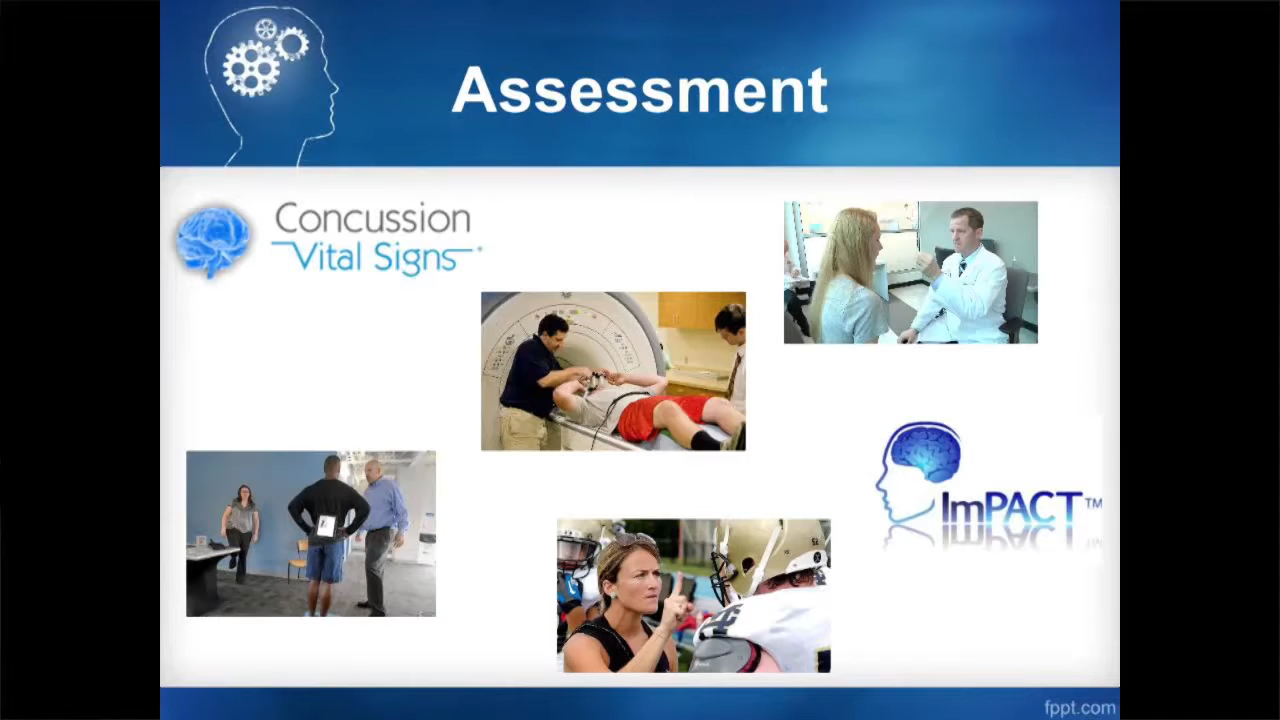 Assessment
Concussion
Vital Signs
ImPACT™
fppt.com